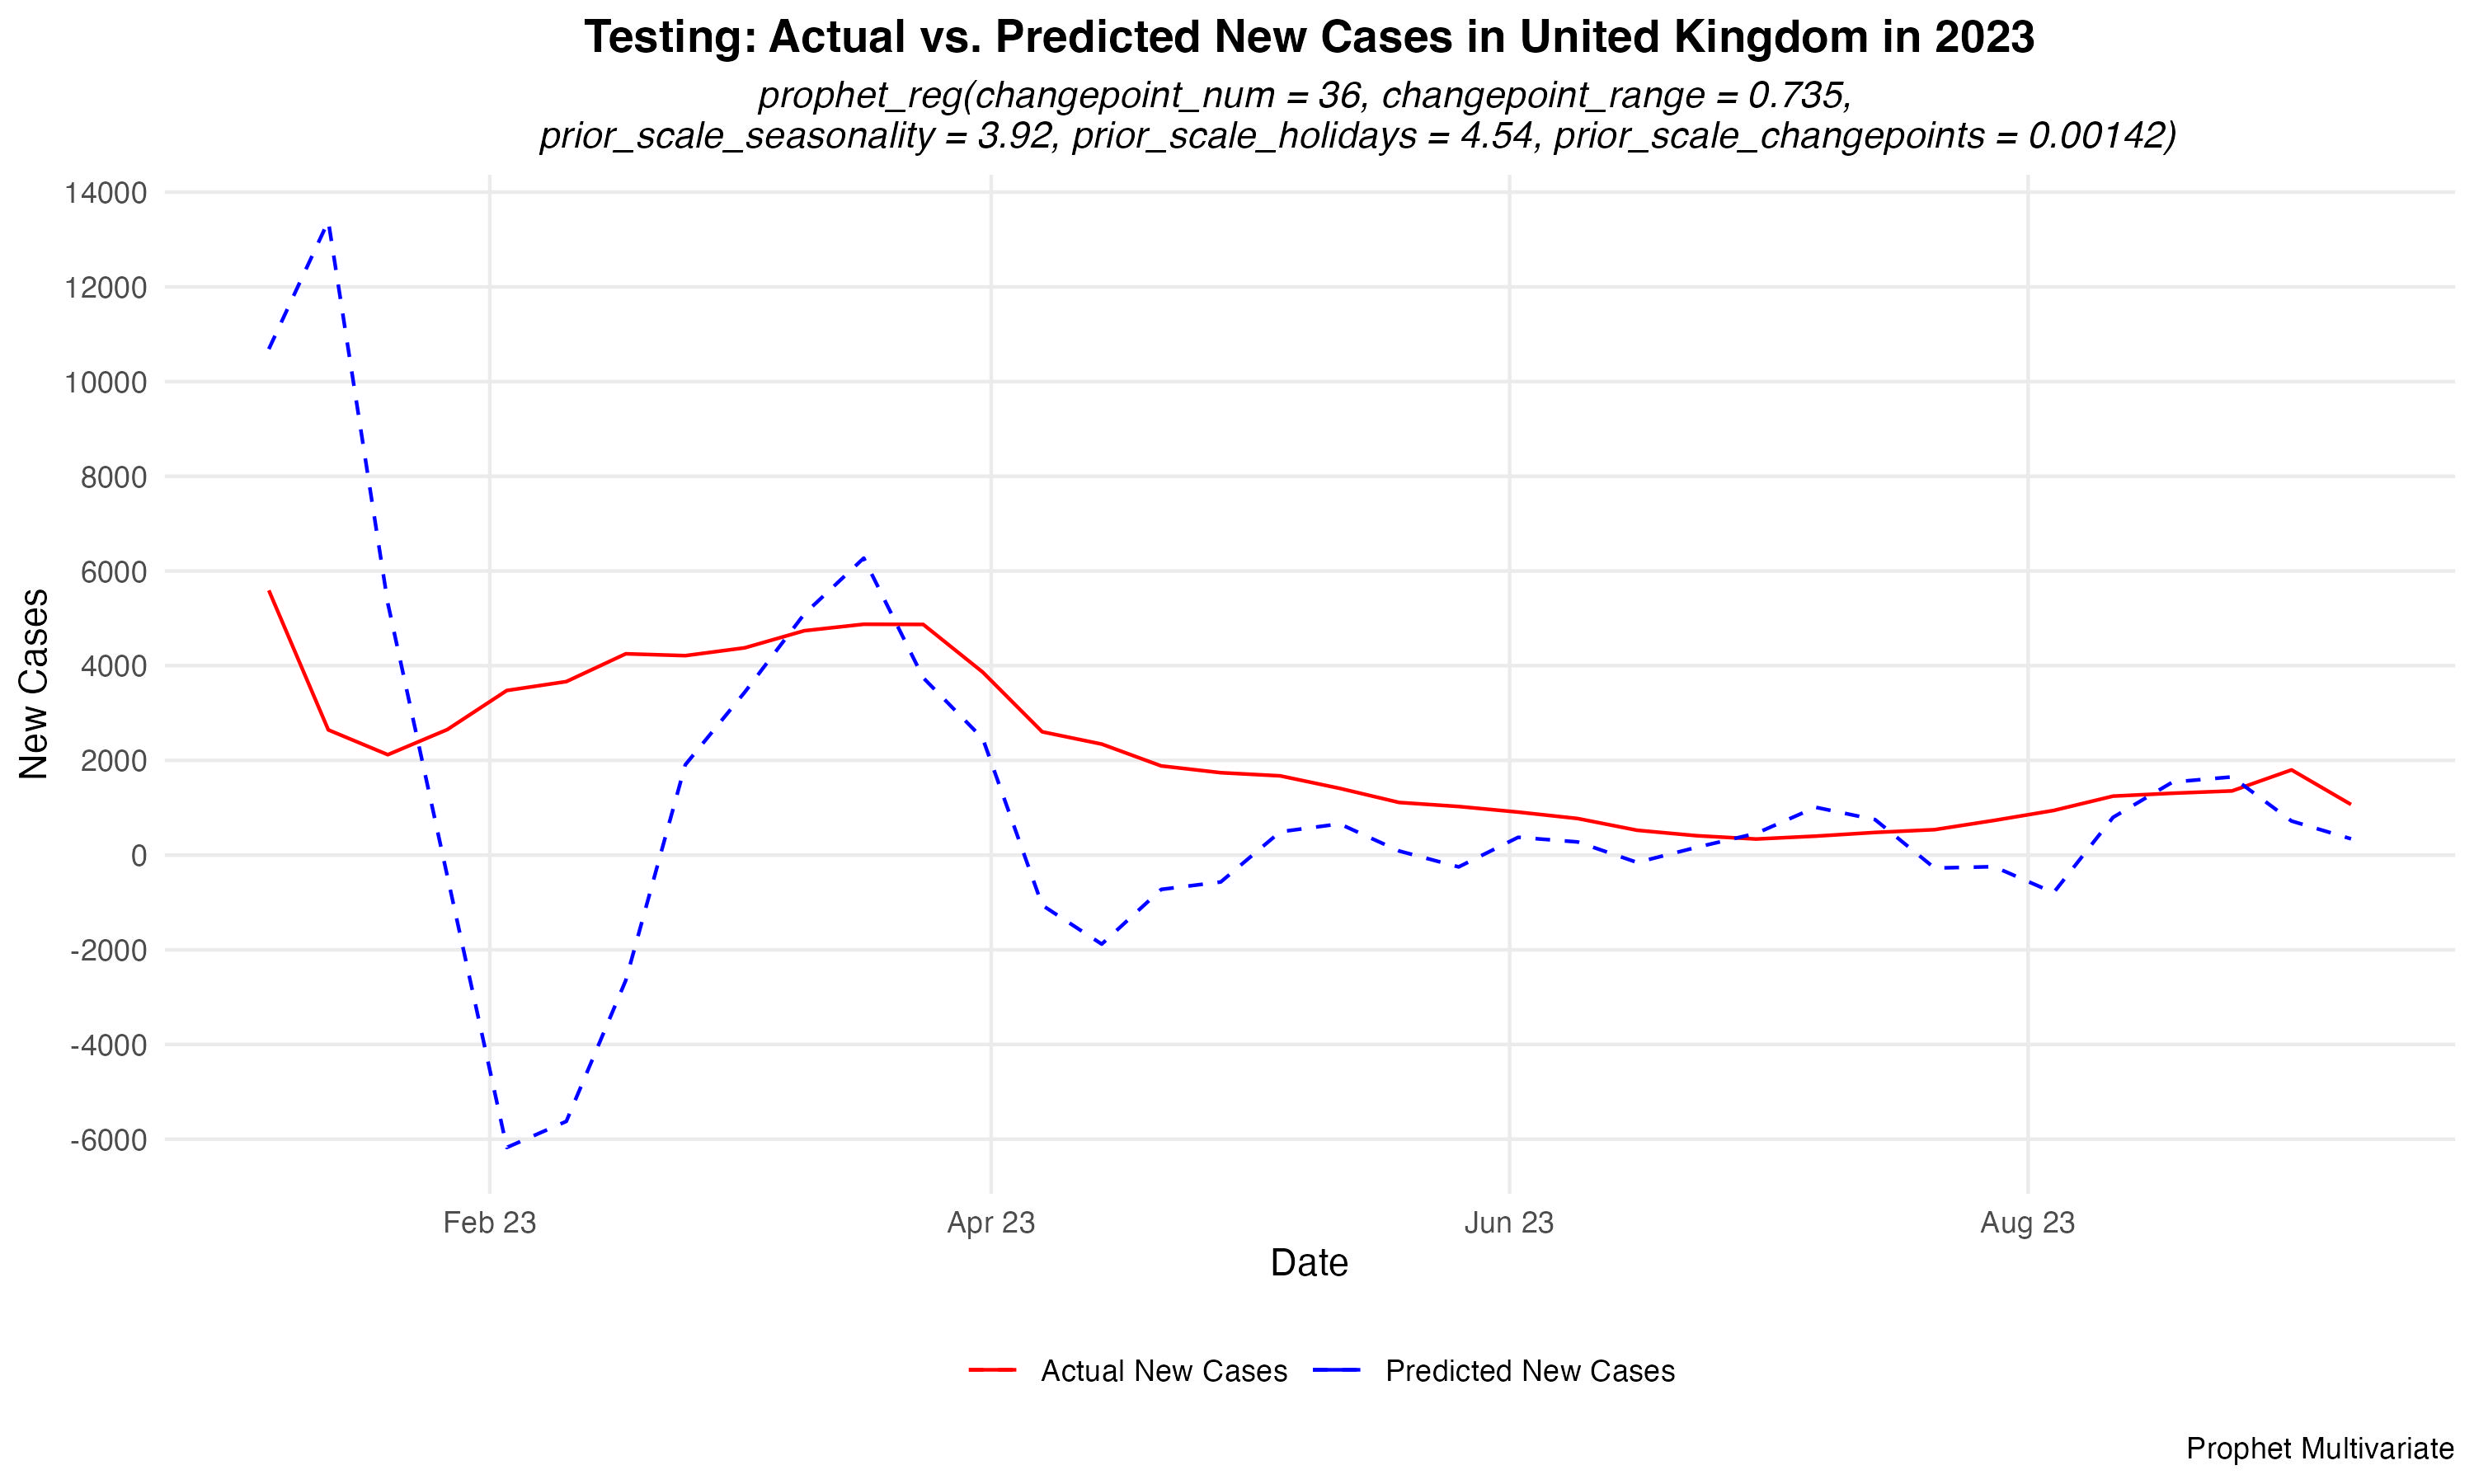 Testing: Actual vs. Predicted New Cases in United Kingdom in 2023
prophet_reg(changepoint_num = 36, changepoint_range = 0.735,
prior_scale_seasonality = 3.92, prior_scale_holidays = 4.54, prior_scale_changepoints = 0.00142)
14000
12000
10000
8000
6000
4000
2000
0
-2000
-4000
-6000
New Cases
Feb 23
Apr 23
Jun 23
Aug 23
Date
Actual New Cases
Predicted New Cases
Prophet Multivariate